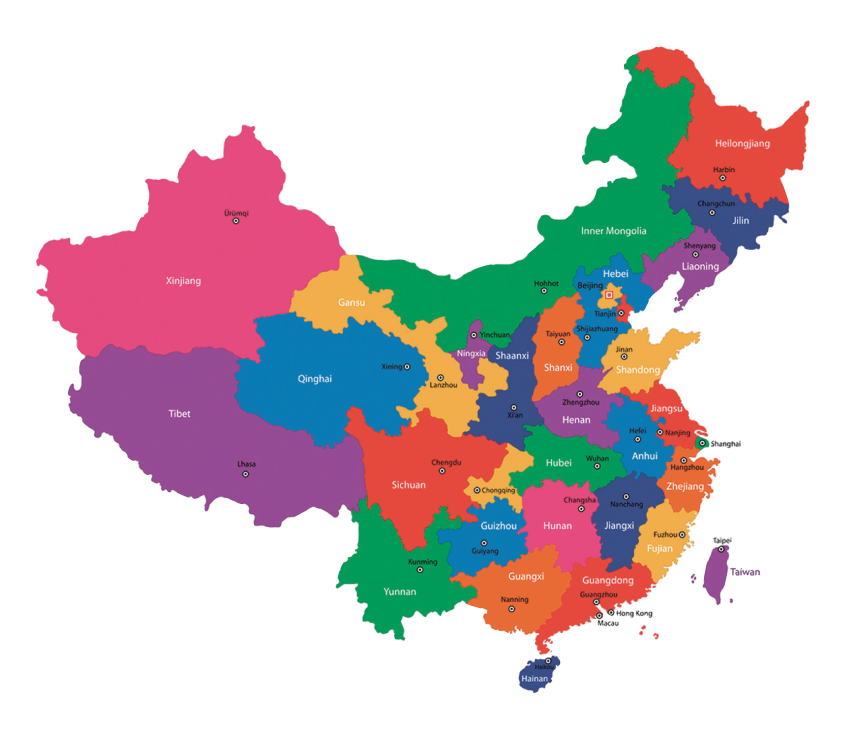 Heilongjiang
Harbin
Changchun
Jilin
Ürümqi
Inner Mongolia
Shenyang
Liaoning
Hebei
Xinjiang
Hohhot
Beijing
Gansu
Tianjin
Yinchuan
Taiyuan
Shijiazhuang
Ningxia
Shaanxi
Jinan
Xining
Shanxi
Shandong
Qinghai
Lanzhou
Zhengzhou
Xi'an
Jiangsu
Tibet
Henan
Hefei
Nanjing
Shanghai
Anhui
Lhasa
Chengdu
Hubei
Wuhan
Hangzhou
Sichuan
Chongqing
Zhejiang
Changsha
Nanchang
Guizhou
Hunan
Jiangxi
Fuzhou
Taipei
Guiyang
Fujian
Kunming
Guangxi
Guangdong
Taiwan
Yunnan
Nanning
Guangzhou
Hong Kong
Macau
Hainan